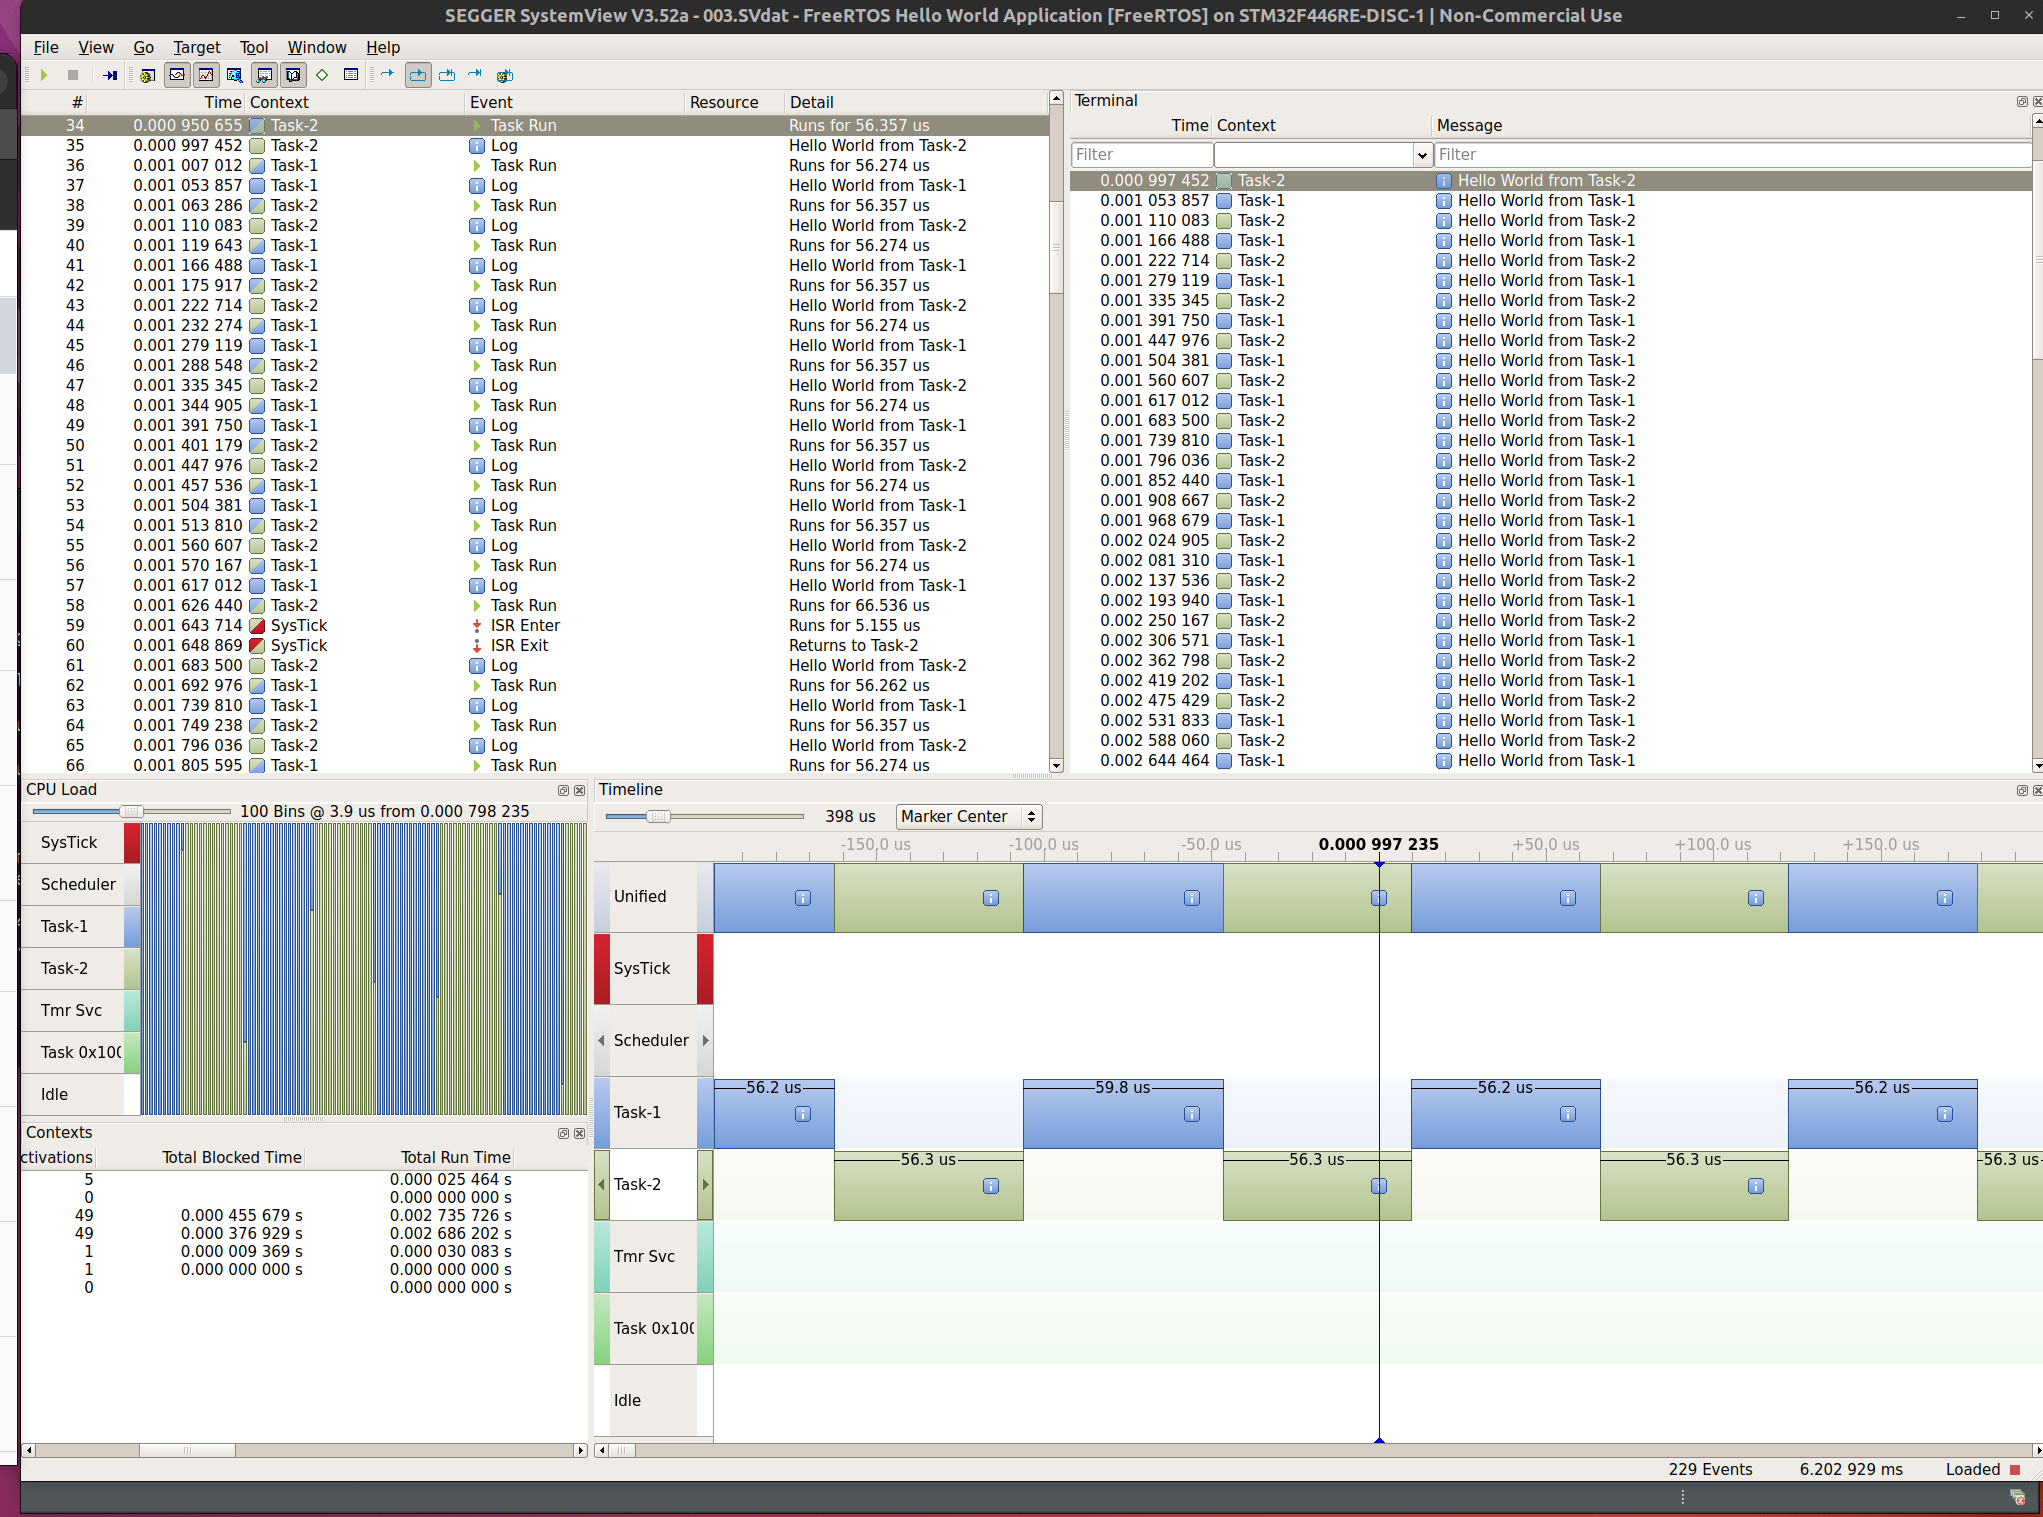 SEGGER SystemView V3.52a - 003.SVdat - FreeRTOS Hello World Application [FreeRTOS] on STM32F446RE-DISC-1 | Non-Commercial Use
File View Go Target Tool Window Help
# Time Context Event Resource Detail
34 0.000 950 655 Task-2 Task Run Runs for 56.357 us
35 0.000 997 452 Task-2 Log Hello World from Task-2
36 0.001 007 012 Task-1 Task Run Runs for 56.274 us
37 0.001 053 857 Task-1 Log Hello World from Task-1
38 0.001 063 286 Task-2 Task Run Runs for 56.357 us
39 0.001 110 083 Task-2 Log Hello World from Task-2
40 0.001 119 643 Task-1 Task Run Runs for 56.274 us
41 0.001 166 488 Task-1 Log Hello World from Task-1
42 0.001 175 917 Task-2 Task Run Runs for 56.357 us
43 0.001 222 714 Task-2 Log Hello World from Task-2
44 0.001 232 274 Task-1 Task Run Runs for 56.274 us
45 0.001 279 119 Task-1 Log Hello World from Task-1
46 0.001 288 548 Task-2 Task Run Runs for 56.357 us
47 0.001 335 345 Task-2 Log Hello World from Task-2
48 0.001 344 905 Task-1 Task Run Runs for 56.274 us
49 0.001 391 750 Task-1 Log Hello World from Task-1
50 0.001 401 179 Task-2 Task Run Runs for 56.357 us
51 0.001 447 976 Task-2 Log Hello World from Task-2
52 0.001 457 536 Task-1 Task Run Runs for 56.274 us
53 0.001 504 381 Task-1 Log Hello World from Task-1
54 0.001 513 810 Task-2 Task Run Runs for 56.357 us
55 0.001 560 607 Task-2 Log Hello World from Task-2
56 0.001 570 167 Task-1 Task Run Runs for 56.274 us
57 0.001 617 012 Task-1 Log Hello World from Task-1
58 0.001 626 440 Task-2 Task Run Runs for 66.536 us
59 0.001 643 714 SysTick ISR Enter Runs for 5.155 us
60 0.001 648 869 SysTick ISR Exit Returns to Task-2
61 0.001 683 500 Task-2 Log Hello World from Task-2
62 0.001 692 976 Task-1 Task Run Runs for 56.262 us
63 0.001 739 810 Task-1 Log Hello World from Task-1
64 0.001 749 238 Task-2 Task Run Runs for 56.357 us
65 0.001 796 036 Task-2 Log Hello World from Task-2
66 0.001 805 595 Task-1 Task Run Runs for 56.274 us
Terminal
Time Context Message
Filter Filter
0.000 997 452 Task-2 Hello World from Task-2
0.001 053 857 Task-1 Hello World from Task-1
0.001 110 083 Task-2 Hello World from Task-2
0.001 166 488 Task-1 Hello World from Task-1
0.001 222 714 Task-2 Hello World from Task-2
0.001 279 119 Task-1 Hello World from Task-1
0.001 335 345 Task-2 Hello World from Task-2
0.001 391 750 Task-1 Hello World from Task-1
0.001 447 976 Task-2 Hello World from Task-2
0.001 504 381 Task-1 Hello World from Task-1
0.001 560 607 Task-2 Hello World from Task-2
0.001 617 012 Task-1 Hello World from Task-1
0.001 683 500 Task-2 Hello World from Task-2
0.001 739 810 Task-1 Hello World from Task-1
0.001 796 036 Task-2 Hello World from Task-2
0.001 852 440 Task-1 Hello World from Task-1
0.001 908 667 Task-2 Hello World from Task-2
0.001 968 679 Task-1 Hello World from Task-1
0.002 024 905 Task-2 Hello World from Task-2
0.002 081 310 Task-1 Hello World from Task-1
0.002 137 536 Task-2 Hello World from Task-2
0.002 193 940 Task-1 Hello World from Task-1
0.002 250 167 Task-2 Hello World from Task-2
0.002 306 571 Task-1 Hello World from Task-1
0.002 362 798 Task-2 Hello World from Task-2
0.002 419 202 Task-1 Hello World from Task-1
0.002 475 429 Task-2 Hello World from Task-2
0.002 531 833 Task-1 Hello World from Task-1
0.002 588 060 Task-2 Hello World from Task-2
0.002 644 464 Task-1 Hello World from Task-1
CPU Load
100 Bins @ 3.9 us from 0.000 798 235
SysTick
Scheduler
Task-1
Task-2
Tmr Svc
Task 0x100
Idle
Contexts
ctivations Total Blocked Time Total Run Time
5 0.000 025 464 s
0 0.000 000 000 s
49 0.000 455 679 s 0.002 735 726 s
49 0.000 376 929 s 0.002 686 202 s
1 0.000 009 369 s 0.000 030 083 s
1 0.000 000 000 s 0.000 000 000 s
0 0.000 000 000 s
Timeline
398 us Marker Center
-150.0 us -100.0 us -50.0 us 0.000 997 235 +50.0 us +100.0 us +150.0 us
Unified
SysTick
Scheduler
Task-1 56.2 us 59.8 us 56.2 us 56.2 us
Task-2 56.3 us 56.3 us 56.3 us 56.3 us
Tmr Svc
Task 0x100
Idle
229 Events 6.202 929 ms Loaded